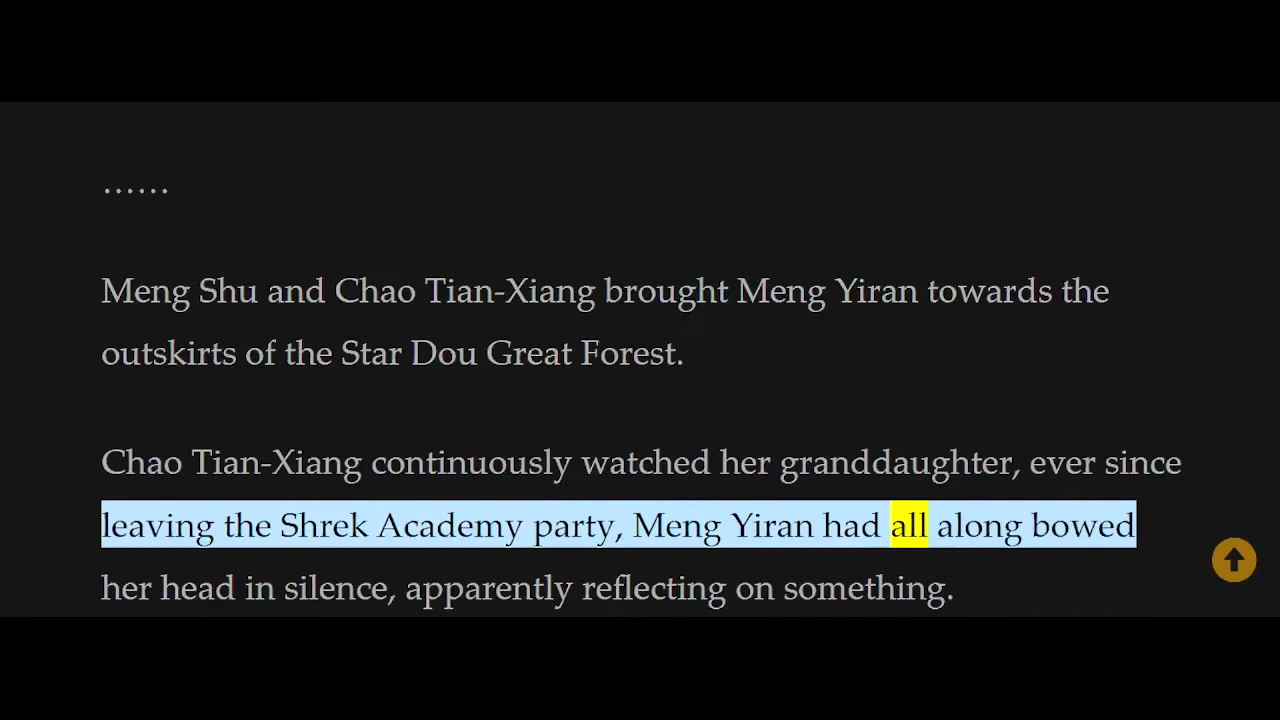 ......
Meng Shu and Chao Tian-Xiang brought Meng Yiran towards the
outskirts of the Star Dou Great Forest.
Chao Tian-Xiang continuously watched her granddaughter, ever since
leaving the Shrek Academy party, Meng Yiran had all along bowed
her head in silence, apparently reflecting on something.